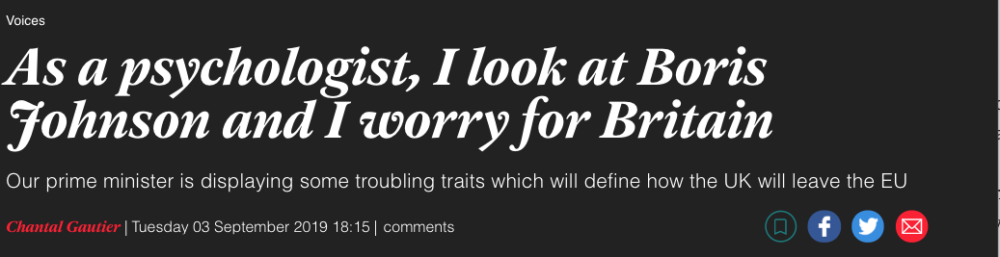 Voices
As a psychologist, I look at Boris
Johnson and I worry for Britain
Our prime minister is displaying some troubling traits which will define how the UK will leave the EU
Chantal Gautier | Tuesday 03 September 2019 18:15 | comments